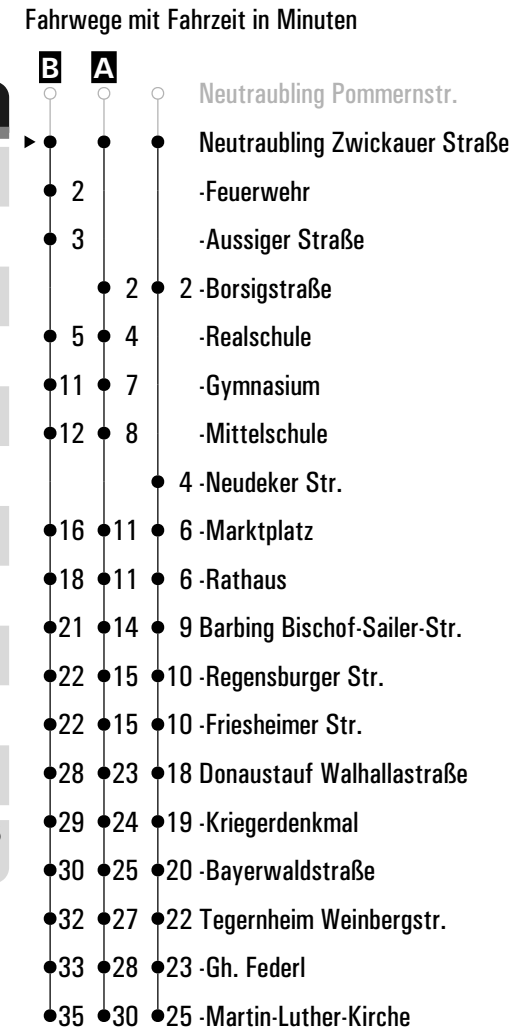 Fahrwege mit Fahrzeit in Minuten
B A
Neutraubling Pommernstr.
Neutraubling Zwickauer Straße
2 -Feuerwehr
3 -Aussiger Straße
2 2 -Borsigstraße
5 4 -Realschule
11 7 -Gymnasium
12 8 -Mittelschule
4 -Neudeker Str.
16 11 6 -Marktplatz
18 11 6 -Rathaus
21 14 9 Barbing Bischof-Sailer-Str.
22 15 10 -Regensburger Str.
22 15 10 -Friesheimer Str.
28 23 18 Donaustauf Walhallastraße
29 24 19 -Kriegerdenkmal
30 25 20 -Bayerwaldstraße
32 27 22 Tegernheim Weinbergstr.
33 28 23 -Gh. Federl
35 30 25 -Martin-Luther-Kirche